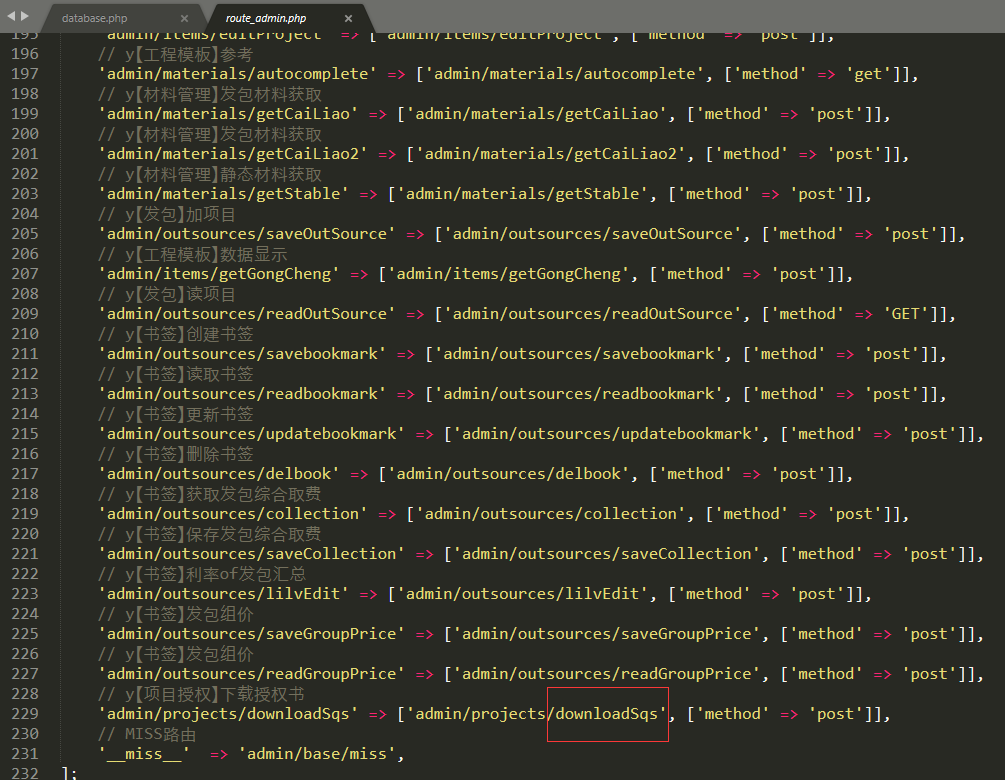 database.php × route_admin.php ×
195 'admin/items/editProject' => ['admin/items/editProject', ['method' => 'post']],
196 // y【工程模板】参考
197 'admin/materials/autocomplete' => ['admin/materials/autocomplete', ['method' => 'get']],
198 // y【材料管理】发包材料获取
199 'admin/materials/getCaiLiao' => ['admin/materials/getCaiLiao', ['method' => 'post']],
200 // y【材料管理】发包材料获取
201 'admin/materials/getCaiLiao2' => ['admin/materials/getCaiLiao2', ['method' => 'post']],
202 // y【材料管理】静态材料获取
203 'admin/materials/getStable' => ['admin/materials/getStable', ['method' => 'post']],
204 // y【发包】加项目
205 'admin/outsources/saveOutSource' => ['admin/outsources/saveOutSource', ['method' => 'post']],
206 // y【工程模板】数据显示
207 'admin/items/getGongCheng' => ['admin/items/getGongCheng', ['method' => 'post']],
208 // y【发包】读项目
209 'admin/outsources/readOutSource' => ['admin/outsources/readOutSource', ['method' => 'GET']],
210 // y【书签】创建书签
211 'admin/outsources/savebookmark' => ['admin/outsources/savebookmark', ['method' => 'post']],
212 // y【书签】读取书签
213 'admin/outsources/readbookmark' => ['admin/outsources/readbookmark', ['method' => 'post']],
214 // y【书签】更新书签
215 'admin/outsources/updatebookmark' => ['admin/outsources/updatebookmark', ['method' => 'post']],
216 // y【书签】删除书签
217 'admin/outsources/delbook' => ['admin/outsources/delbook', ['method' => 'post']],
218 // y【书签】获取发包综合取费
219 'admin/outsources/collection' => ['admin/outsources/collection', ['method' => 'post']],
220 // y【书签】保存发包综合取费
221 'admin/outsources/saveCollection' => ['admin/outsources/saveCollection', ['method' => 'post']],
222 // y【书签】利率of发包汇总
223 'admin/outsources/lilvEdit' => ['admin/outsources/lilvEdit', ['method' => 'post']],
224 // y【书签】发包组价
225 'admin/outsources/saveGroupPrice' => ['admin/outsources/saveGroupPrice', ['method' => 'post']],
226 // y【书签】发包组价
227 'admin/outsources/readGroupPrice' => ['admin/outsources/readGroupPrice', ['method' => 'post']],
228 // y【项目授权】下载授权书
229 'admin/projects/downloadSqs' => ['admin/projects/downloadSqs', ['method' => 'post']],
230 // MISS路由
231 '__miss__' => 'admin/base/miss',
232 ];